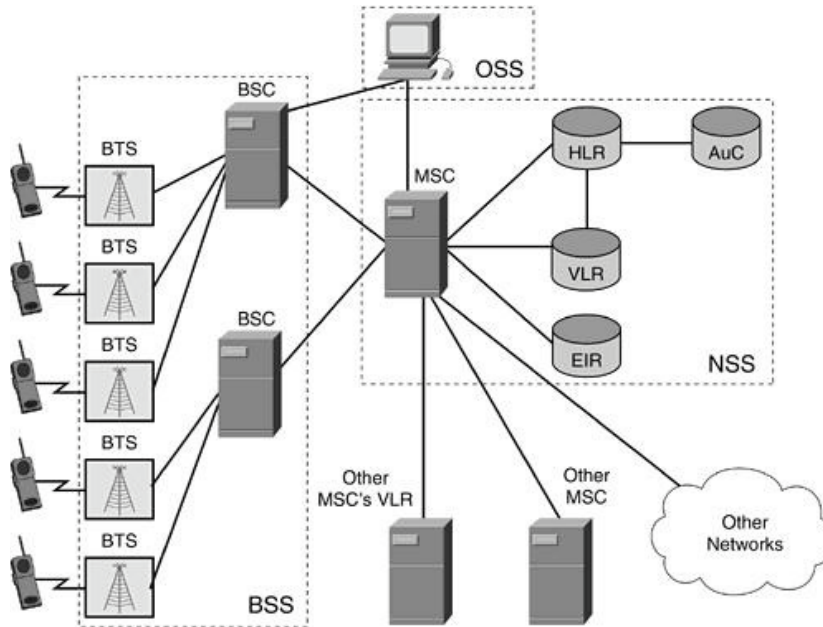 OSS
BSC
BTS
HLR
AuC
MSC
BTS
VLR
BSC
BTS
EIR
NSS
BTS
Other
MSC's VLR
Other
MSC
Other
Networks
BTS
BSS